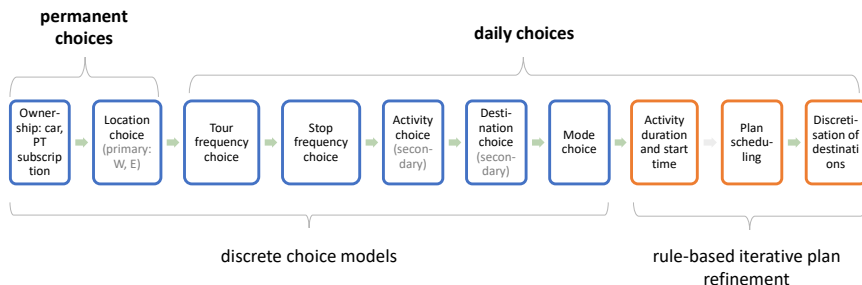 permanent
choices
daily choices
Owner-
ship: car,
PT
subscrip
tion
Location
choice
(primary:
W, E)
Tour
frequency
choice
Stop
frequency
choice
Activity
choice
(secon-
dary)
Desti-
nation
choice
(secon-
dary)
Mode
choice
Activity
duration
and start
time
Plan
schedu-
ling
Discreti-
sation of
destinati
ons
discrete choice models
rule-based iterative plan
refinement